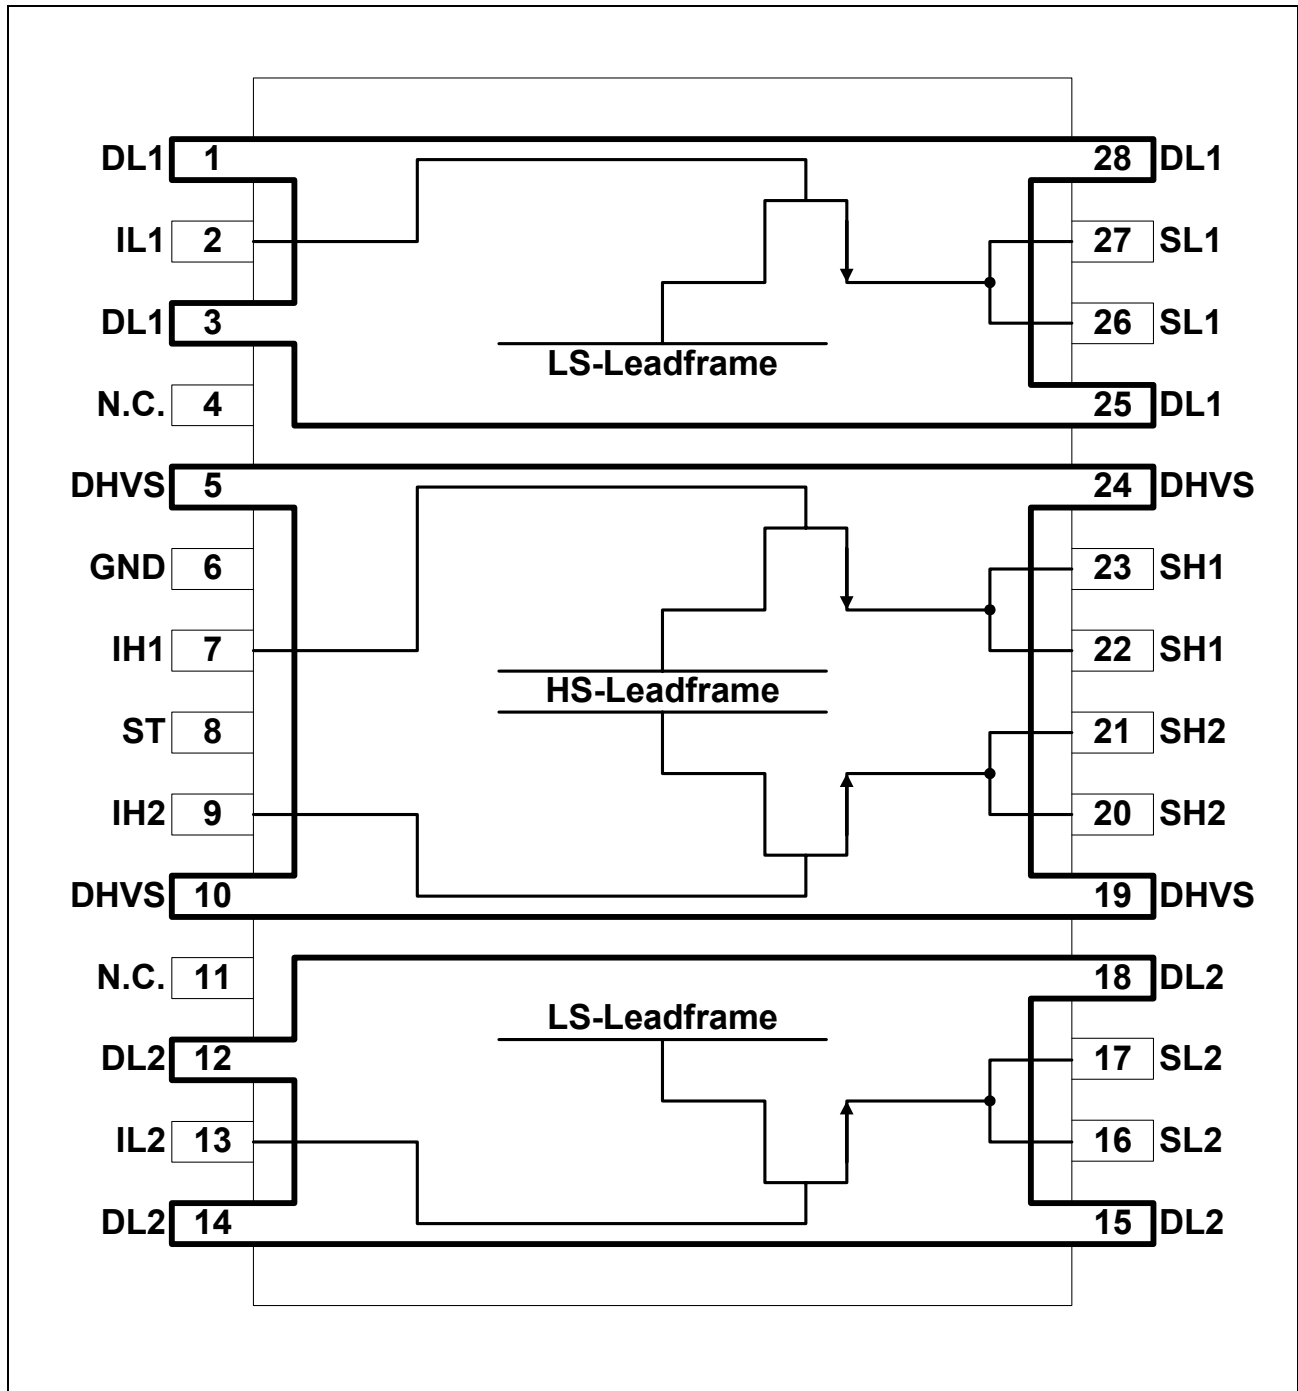 DL1 1 28 DL1
IL1 2 27 SL1
DL1 3 26 SL1
LS-Leadframe
N.C. 4 25 DL1
DHVS 5 24 DHVS
GND 6 23 SH1
IH1 7 22 SH1
HS-Leadframe
ST 8 21 SH2
IH2 9 20 SH2
DHVS 10 19 DHVS
N.C. 11 18 DL2
LS-Leadframe
DL2 12 17 SL2
IL2 13 16 SL2
DL2 14 15 DL2